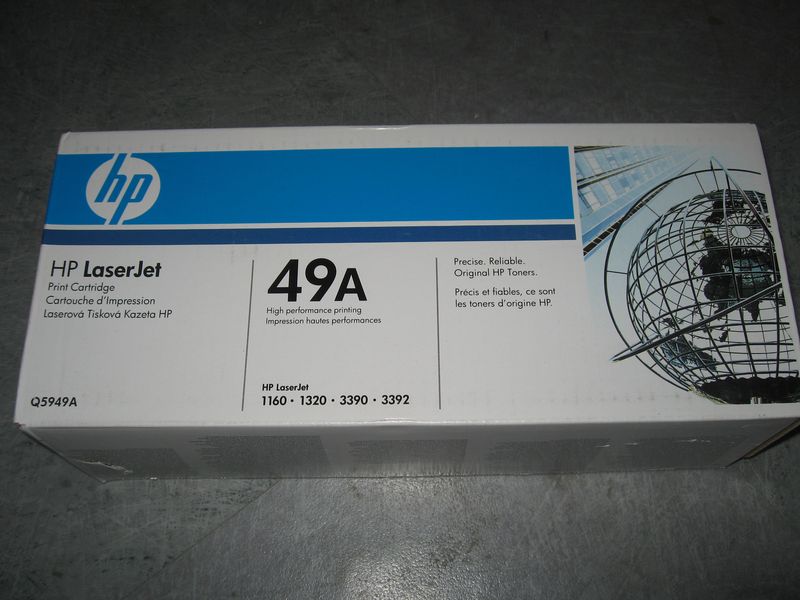 hp
HP LaserJet
Print Cartridge
Cartouche d'Impression
Laserová Tisková Kazeta HP
Q5949A
49A
High performance printing
Impression hautes performances
HP LaserJet
1160 • 1320 • 3390 • 3392
Precise. Reliable.
Original HP Toners.
Précis et fiables, ce sont
les toners d'origine HP.